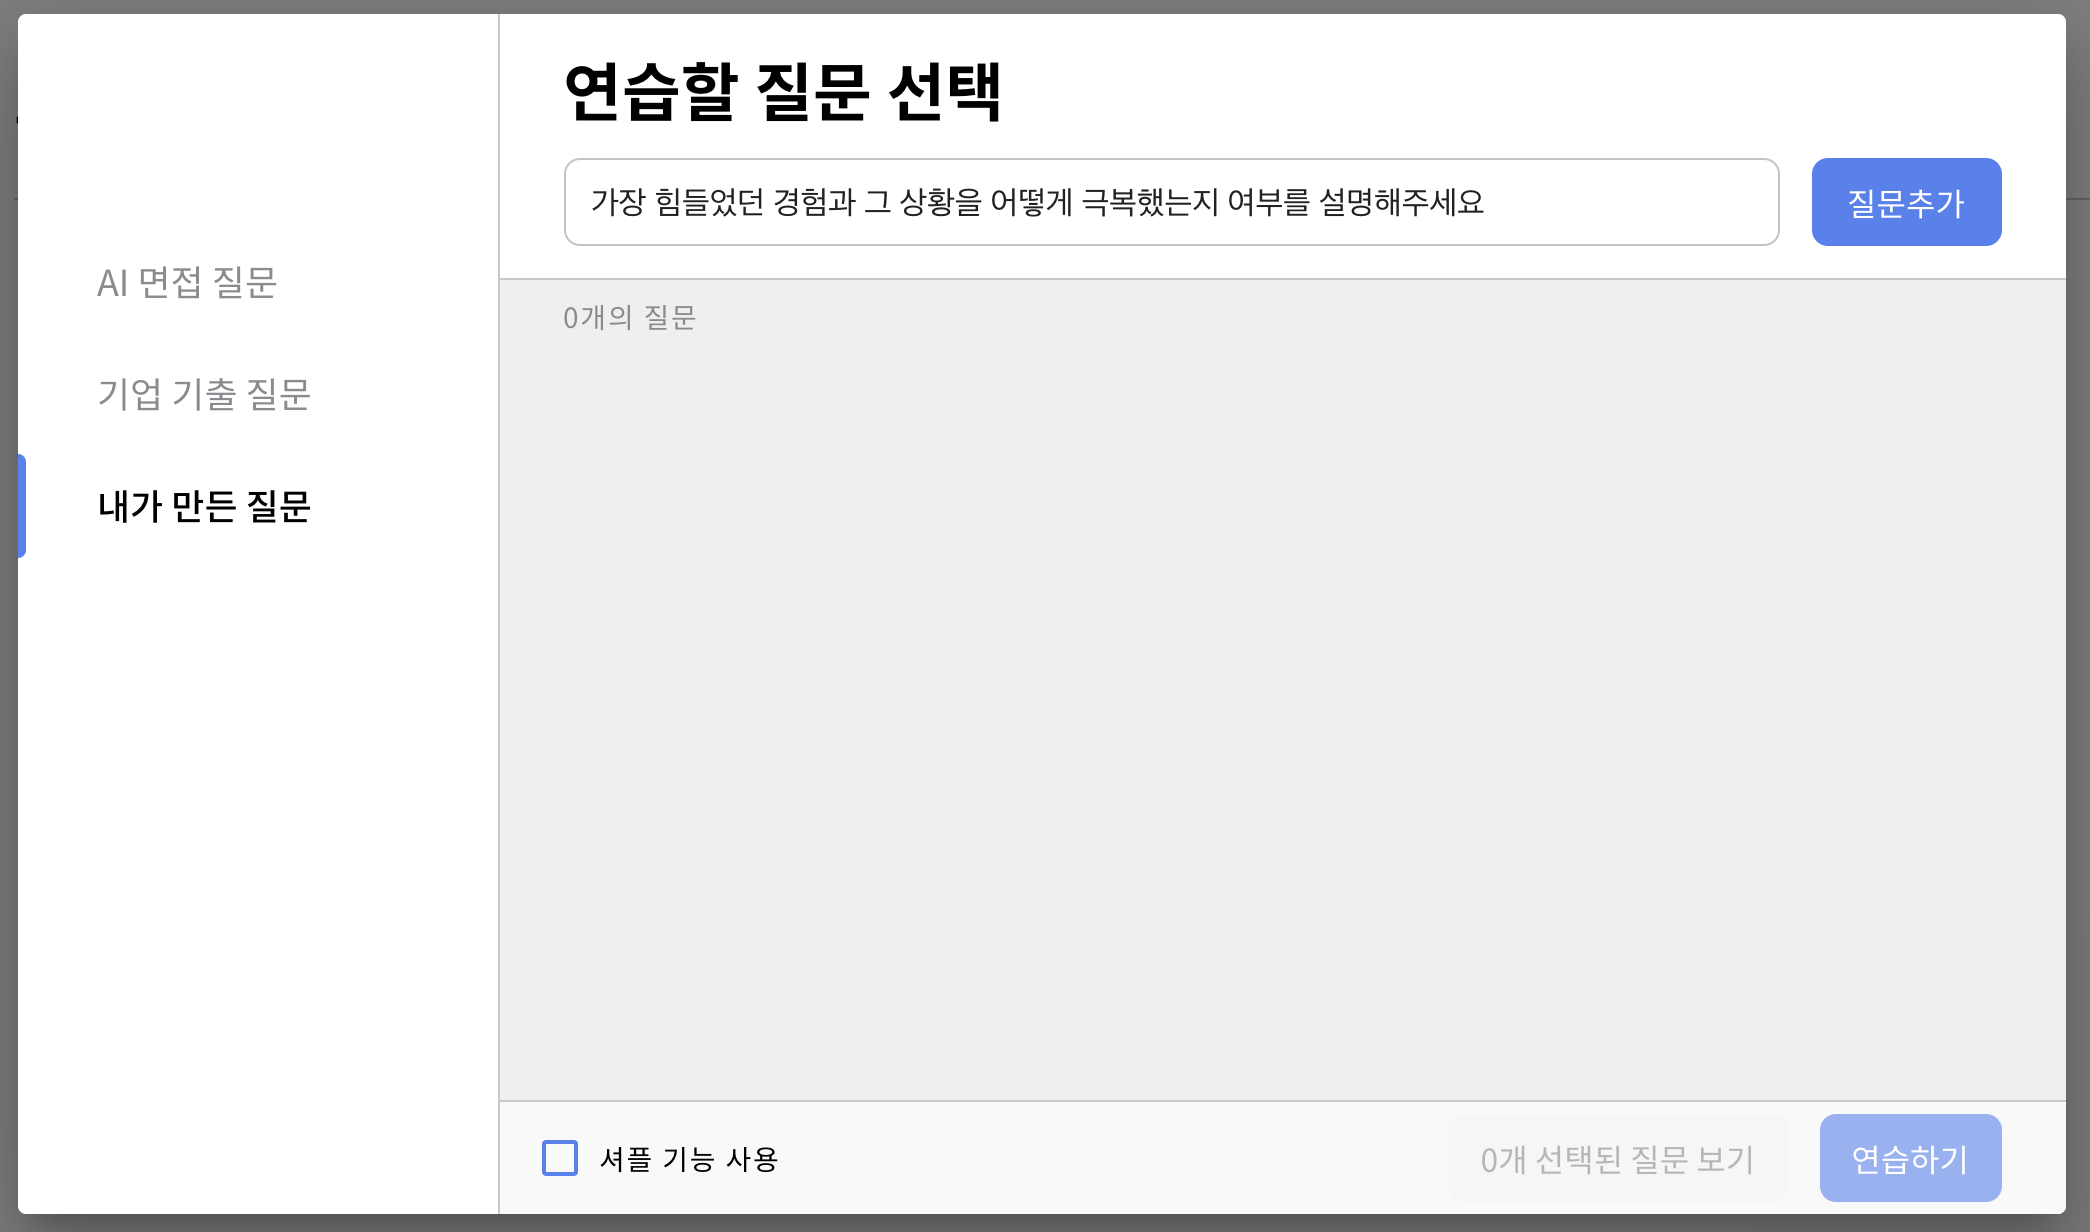 연습할 질문 선택
가장 힘들었던 경험과 그 상황을 어떻게 극복했는지 여부를 설명해주세요
질문추가
AI 면접 질문
기업 기출 질문
내가 만든 질문
0개의 질문
셔플 기능 사용
0개 선택된 질문 보기
연습하기